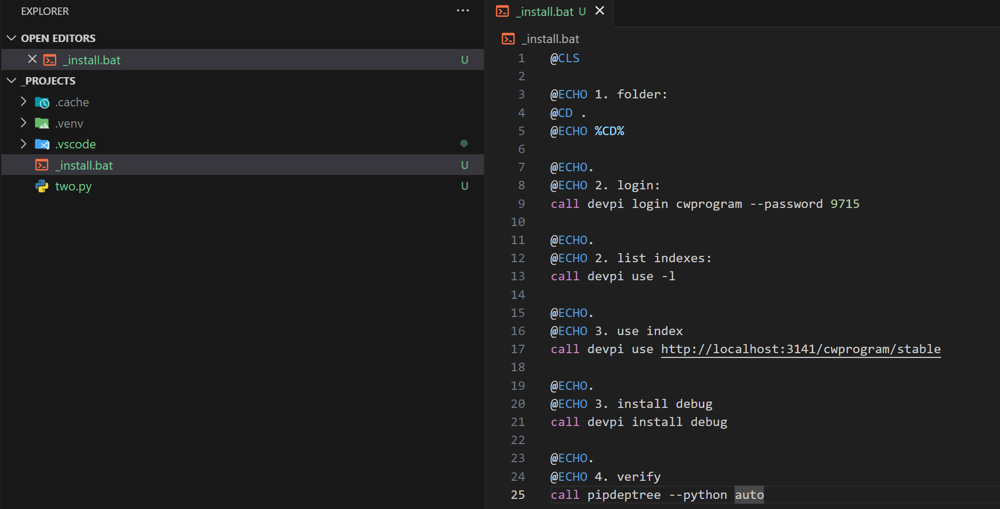 EXPLORER
···
OPEN EDITORS
_install.bat U
_PROJECTS
.cache
.venv
.vscode
_install.bat U
two.py U
_install.bat U
_install.bat
1 @CLS
2
3 @ECHO 1. folder:
4 @CD .
5 @ECHO %CD%
6
7 @ECHO.
8 @ECHO 2. login:
9 call devpi login cwprogram --password 9715
10
11 @ECHO.
12 @ECHO 2. list indexes:
13 call devpi use -l
14
15 @ECHO.
16 @ECHO 3. use index
17 call devpi use http://localhost:3141/cwprogram/stable
18
19 @ECHO.
20 @ECHO 3. install debug
21 call devpi install debug
22
23 @ECHO.
24 @ECHO 4. verify
25 call pipdeptree --python auto